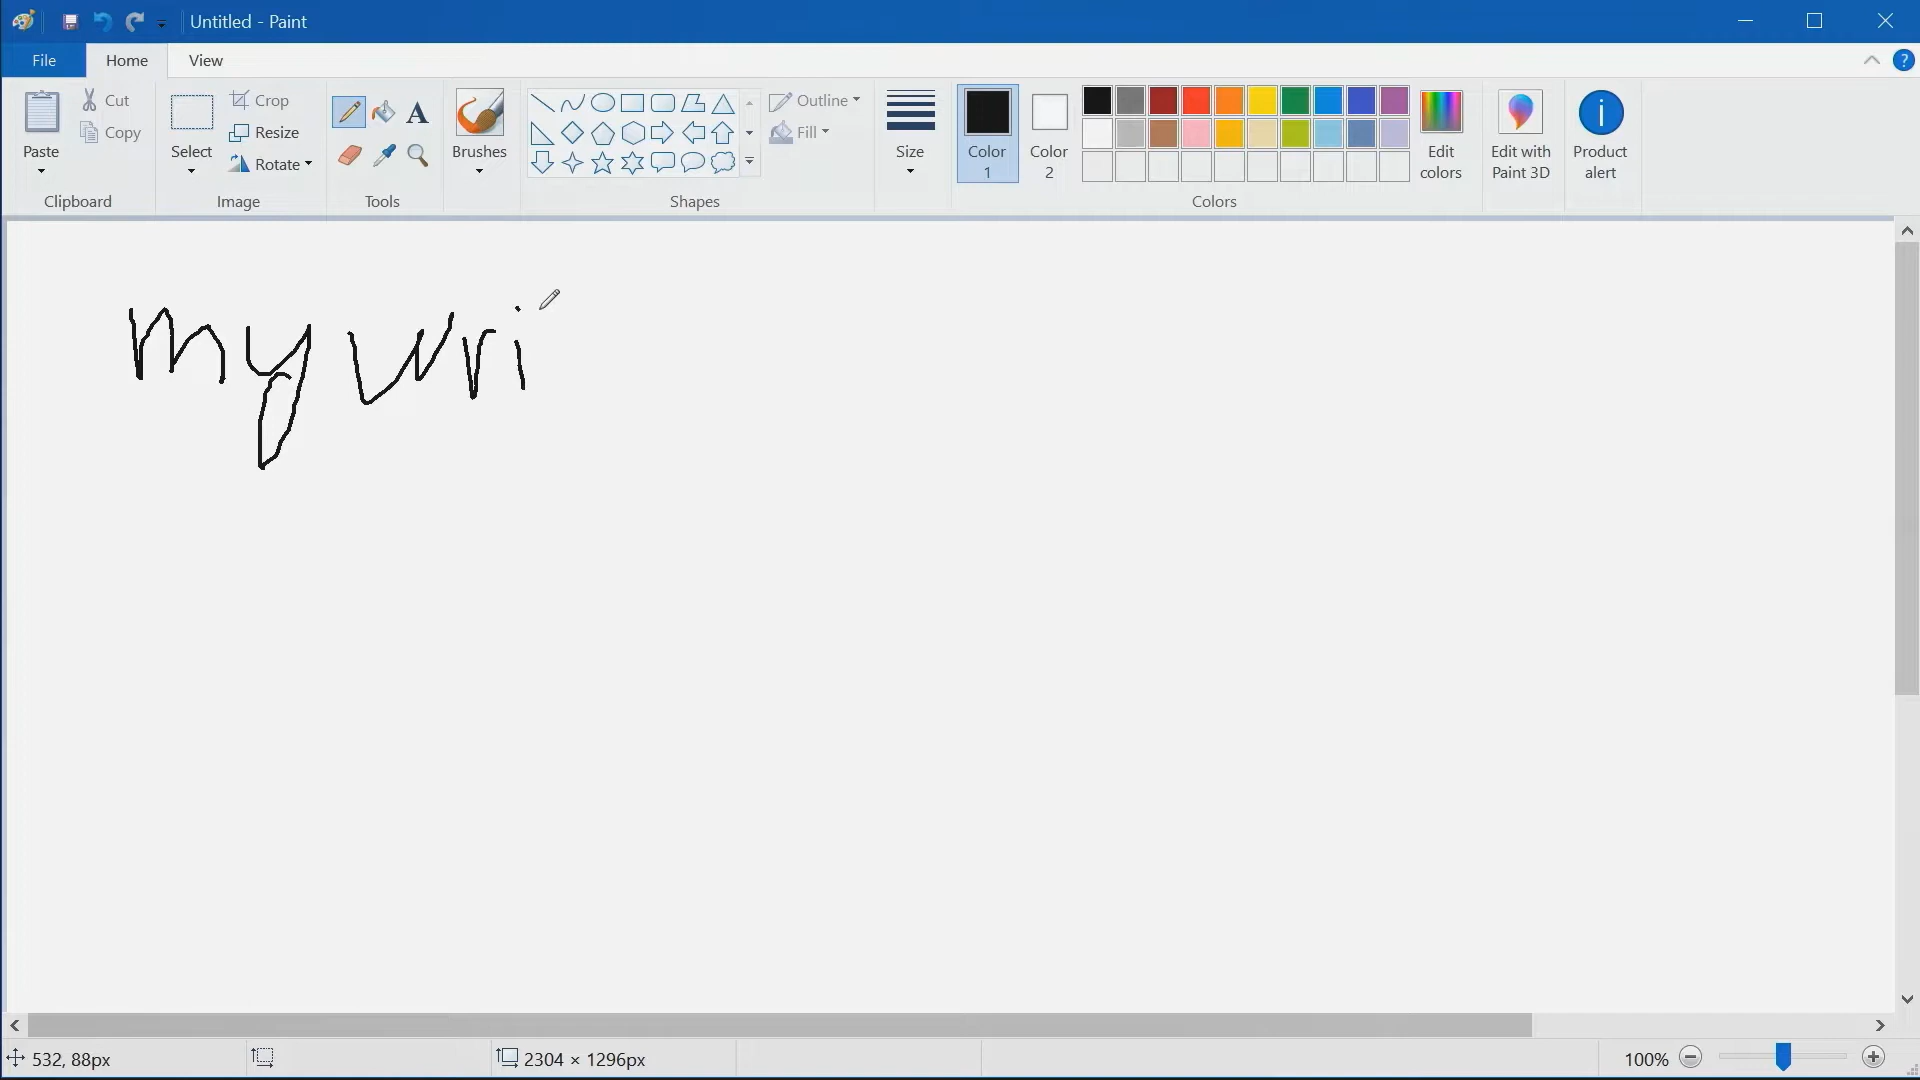 Untitled - Paint
File Home View
Paste
Cut
Copy
Clipboard
Select
Crop
Resize
Rotate
Image
A
Tools
Brushes
Shapes
Outline
Fill
Size
Color 1
Color 2
Edit colors
Colors
Edit with Paint 3D
Product alert
my wri
532, 88px
2304 × 1296px
100%